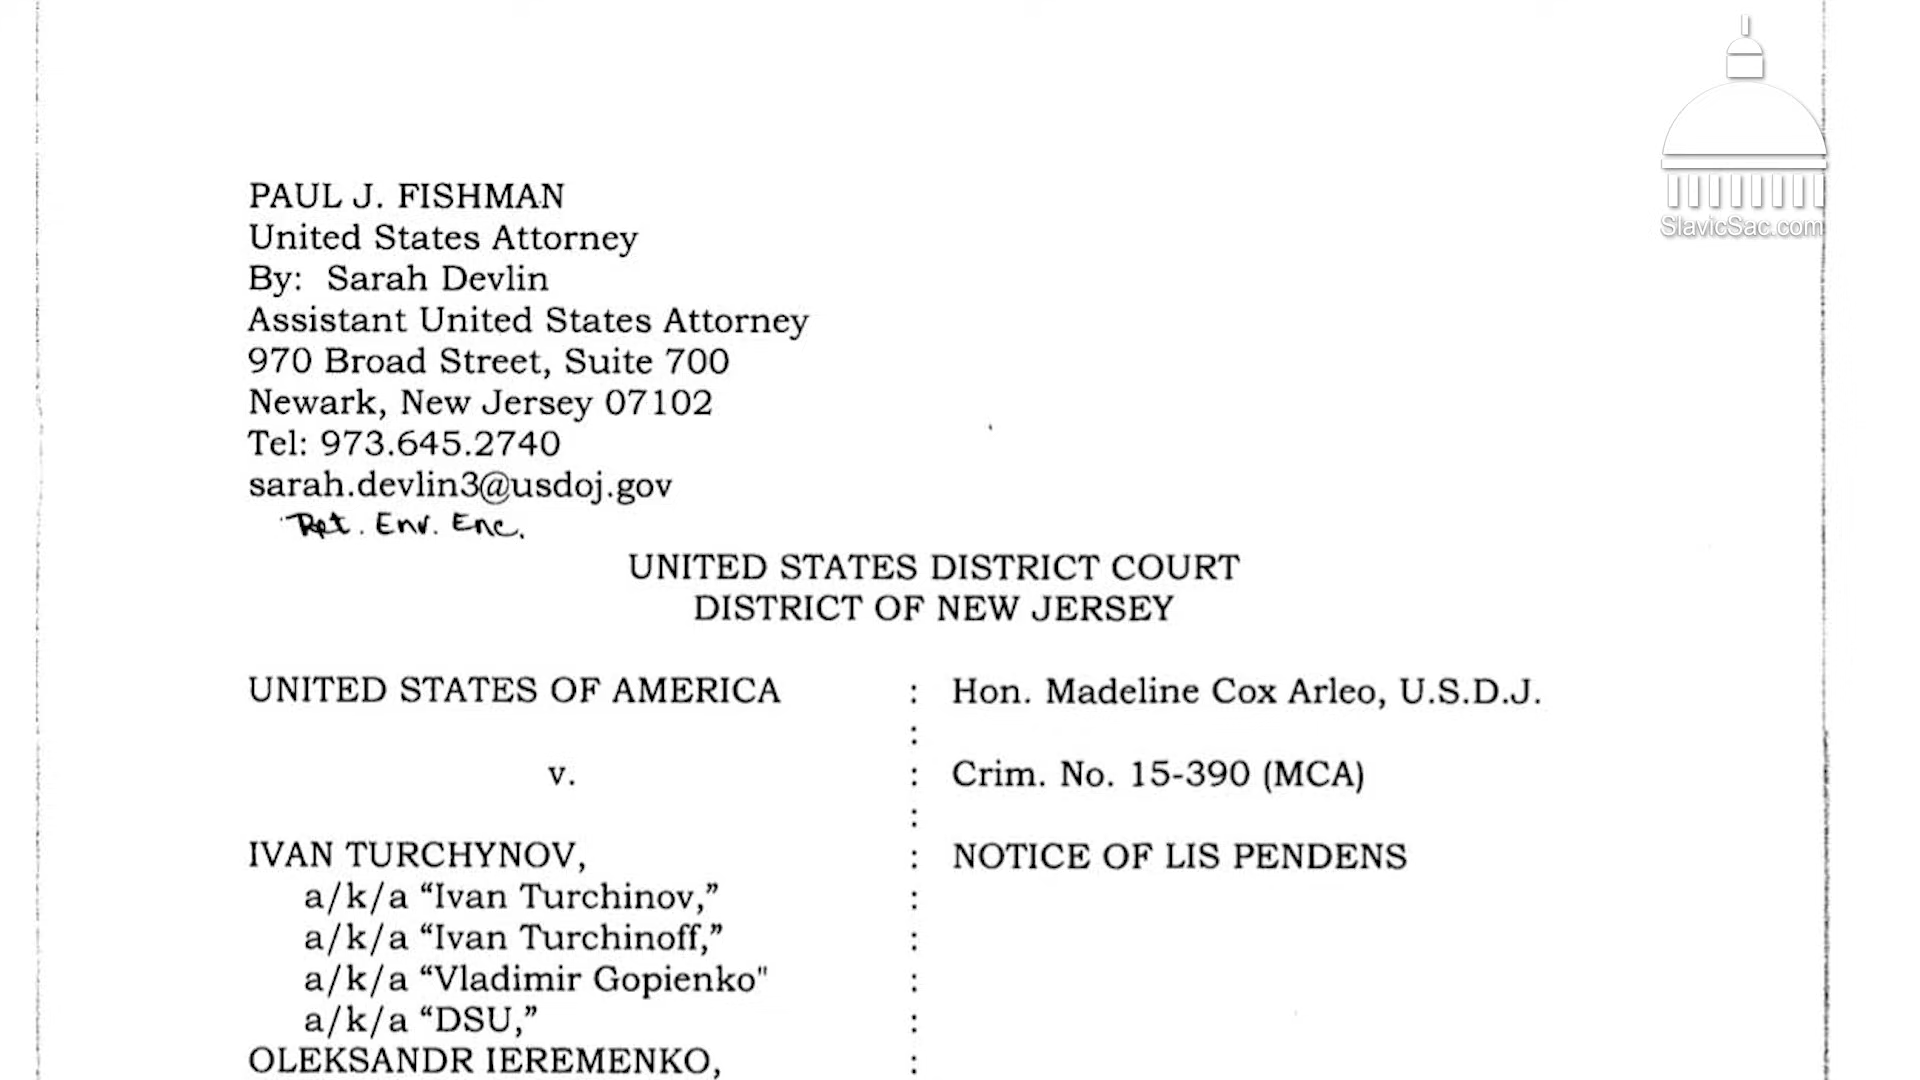 SlavicSac.com
PAUL J. FISHMAN
United States Attorney
By: Sarah Devlin
Assistant United States Attorney
970 Broad Street, Suite 700
Newark, New Jersey 07102
Tel: 973.645.2740
sarah.devlin3@usdoj.gov
Ret. Env. Enc.
UNITED STATES DISTRICT COURT
DISTRICT OF NEW JERSEY
UNITED STATES OF AMERICA : Hon. Madeline Cox Arleo, U.S.D.J.
:
v. : Crim. No. 15-390 (MCA)
:
IVAN TURCHYNOV, : NOTICE OF LIS PENDENS
a/k/a “Ivan Turchinov,” :
a/k/a “Ivan Turchinoff,” :
a/k/a “Vladimir Gopienko" :
a/k/a “DSU,” :
OLEKSANDR IEREMENKO, :